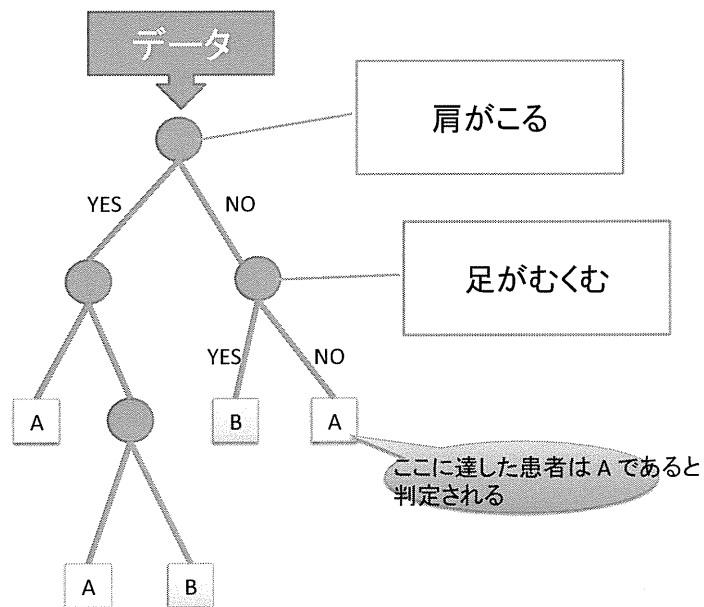 データ
肩がこる
YES
NO
足がむくむ
YES
NO
A
B
A
ここに達した患者は A であると
判定される
A
B